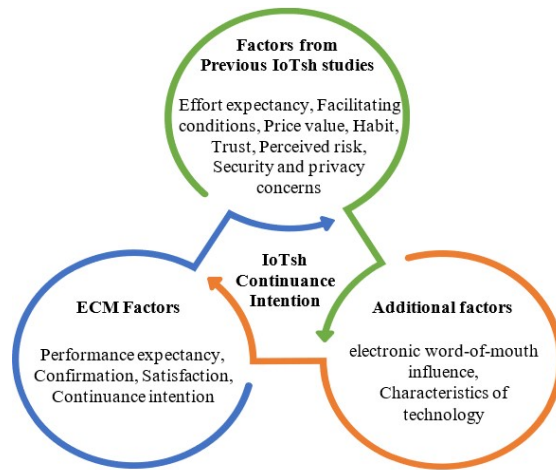 Factors from
Previous IoTsh studies
Effort expectancy, Facilitating
conditions, Price value, Habit,
Trust, Perceived risk,
Security and privacy
concerns
IoTsh
Continuance
Intention
ECM Factors
Performance expectancy,
Confirmation, Satisfaction,
Continuance intention
Additional factors
electronic word-of-mouth
influence,
Characteristics of
technology